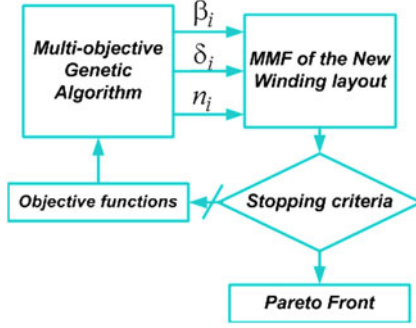 Multi-objective
Genetic
Algorithm
βi
δi
ni
MMF of the New
Winding layout
Stopping criteria
Objective functions
Pareto Front